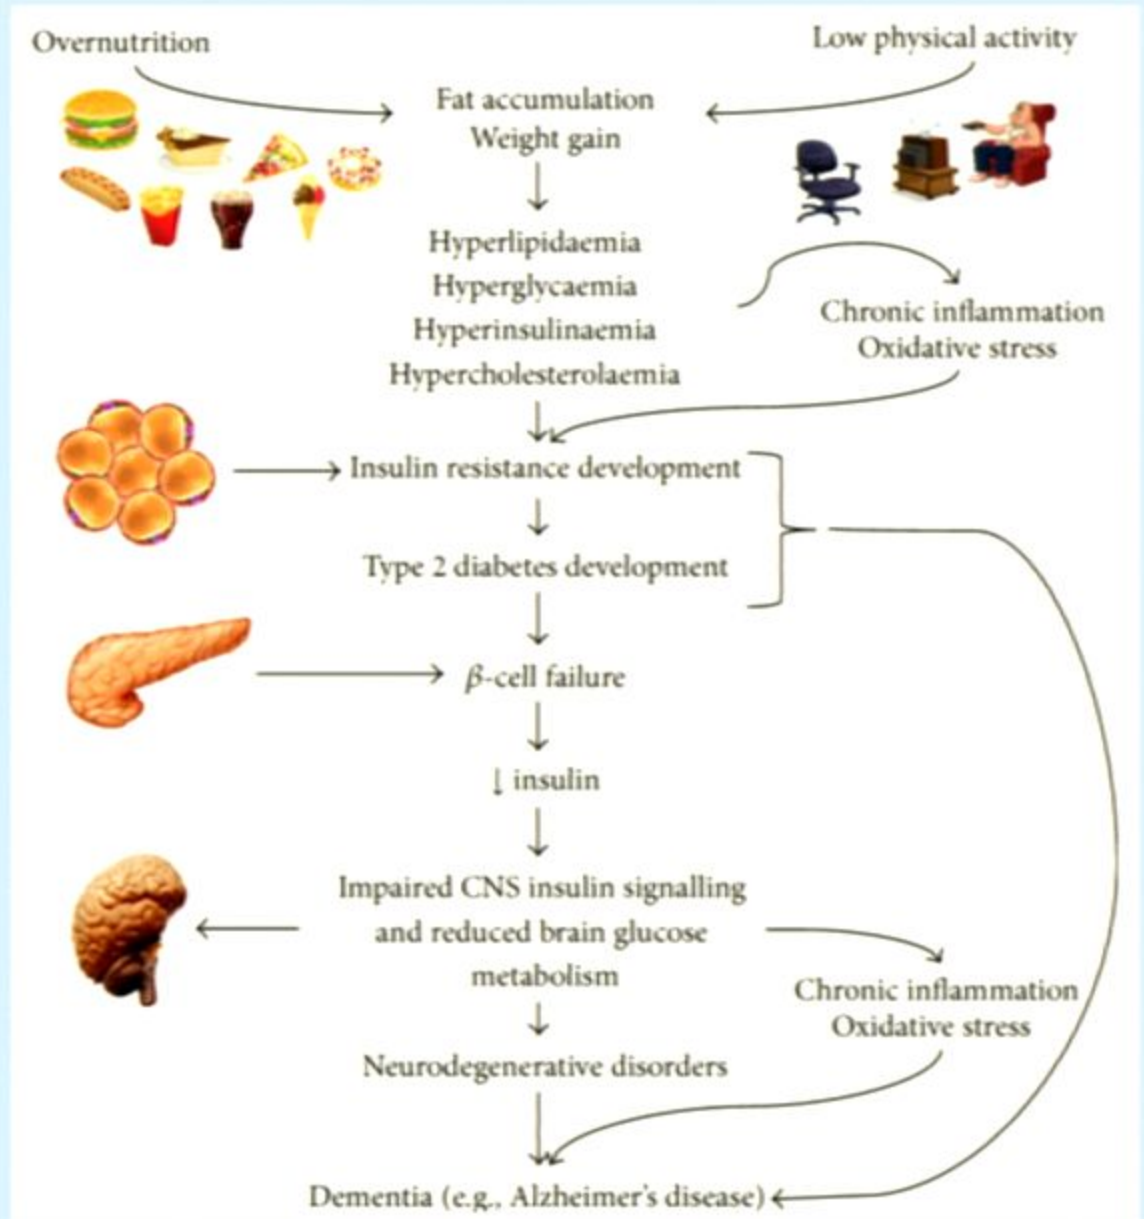 Overnutrition
Low physical activity
Fat accumulation
Weight gain
Hyperlipidaemia
Hyperglycaemia
Hyperinsulinaemia
Hypercholesterolaemia
Chronic inflammation
Oxidative stress
Insulin resistance development
Type 2 diabetes development
β-cell failure
↓ insulin
Impaired CNS insulin signalling
and reduced brain glucose
metabolism
Chronic inflammation
Oxidative stress
Neurodegenerative disorders
Dementia (e.g., Alzheimer's disease)